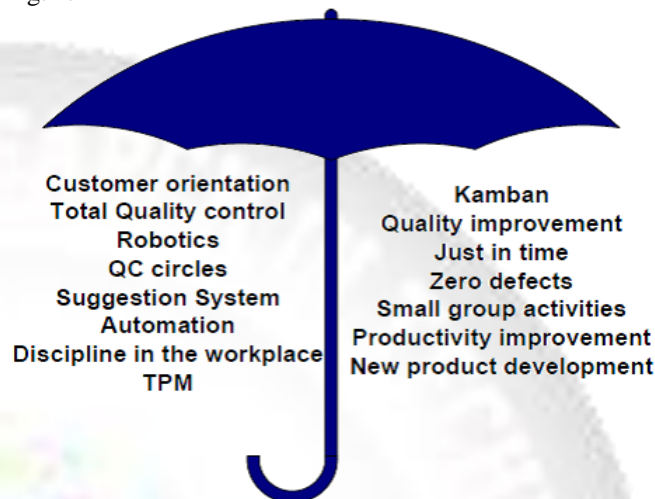 Customer orientation
Total Quality control
Robotics
QC circles
Suggestion System
Automation
Discipline in the workplace
TPM
Kamban
Quality improvement
Just in time
Zero defects
Small group activities
Productivity improvement
New product development